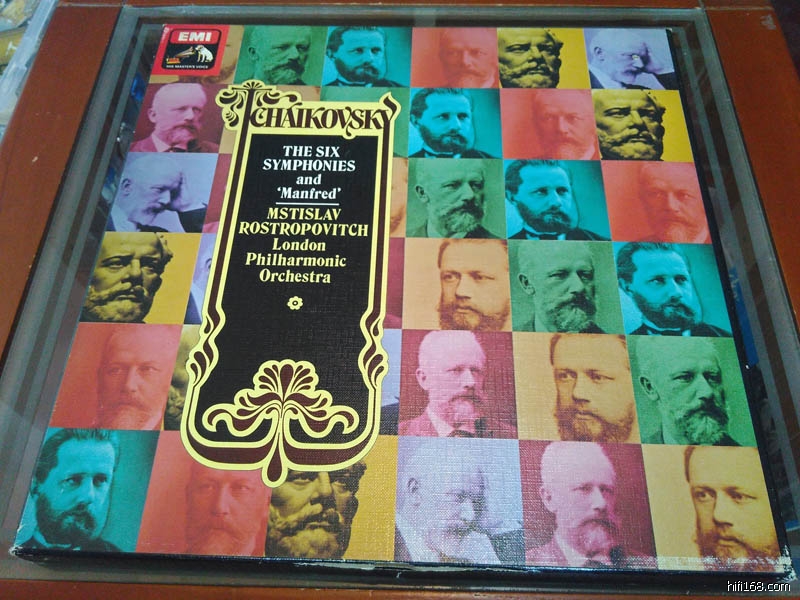 EMI
HIS MASTER'S VOICE
TCHAIKOVSKY
THE SIX
SYMPHONIES
and
'Manfred'
MSTISLAV
ROSTROPOVITCH
London
Philharmonic
Orchestra
hifi168.com